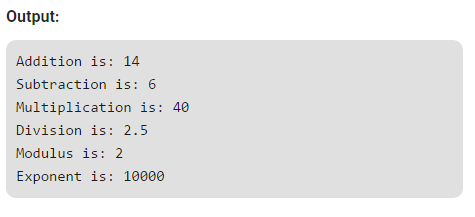 Output:
Addition is: 14
Subtraction is: 6
Multiplication is: 40
Division is: 2.5
Modulus is: 2
Exponent is: 10000